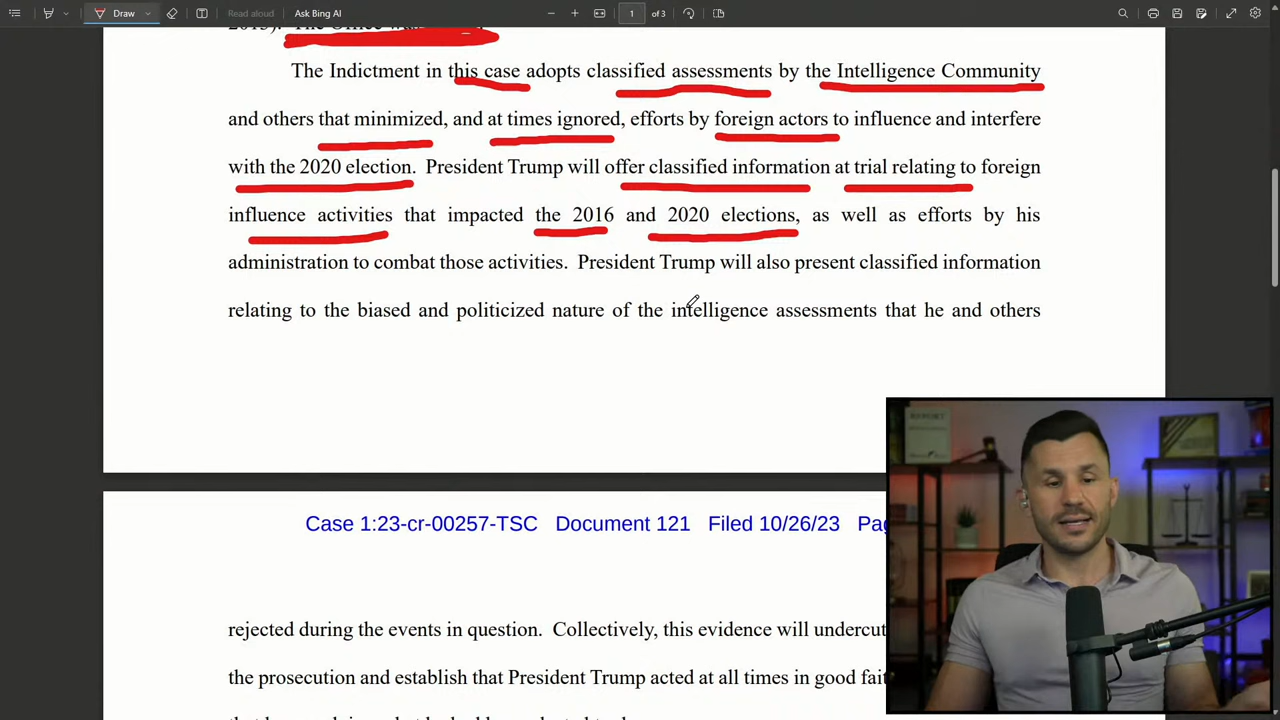 Draw
Read aloud
Ask Bing AI
1
of 3
The Indictment in this case adopts classified assessments by the Intelligence Community
and others that minimized, and at times ignored, efforts by foreign actors to influence and interfere
with the 2020 election. President Trump will offer classified information at trial relating to foreign
influence activities that impacted the 2016 and 2020 elections, as well as efforts by his
administration to combat those activities. President Trump will also present classified information
relating to the biased and politicized nature of the intelligence assessments that he and others
Case 1:23-cr-00257-TSC Document 121 Filed 10/26/23
rejected during the events in question. Collectively, this evidence will undercut
the prosecution and establish that President Trump acted at all times in good